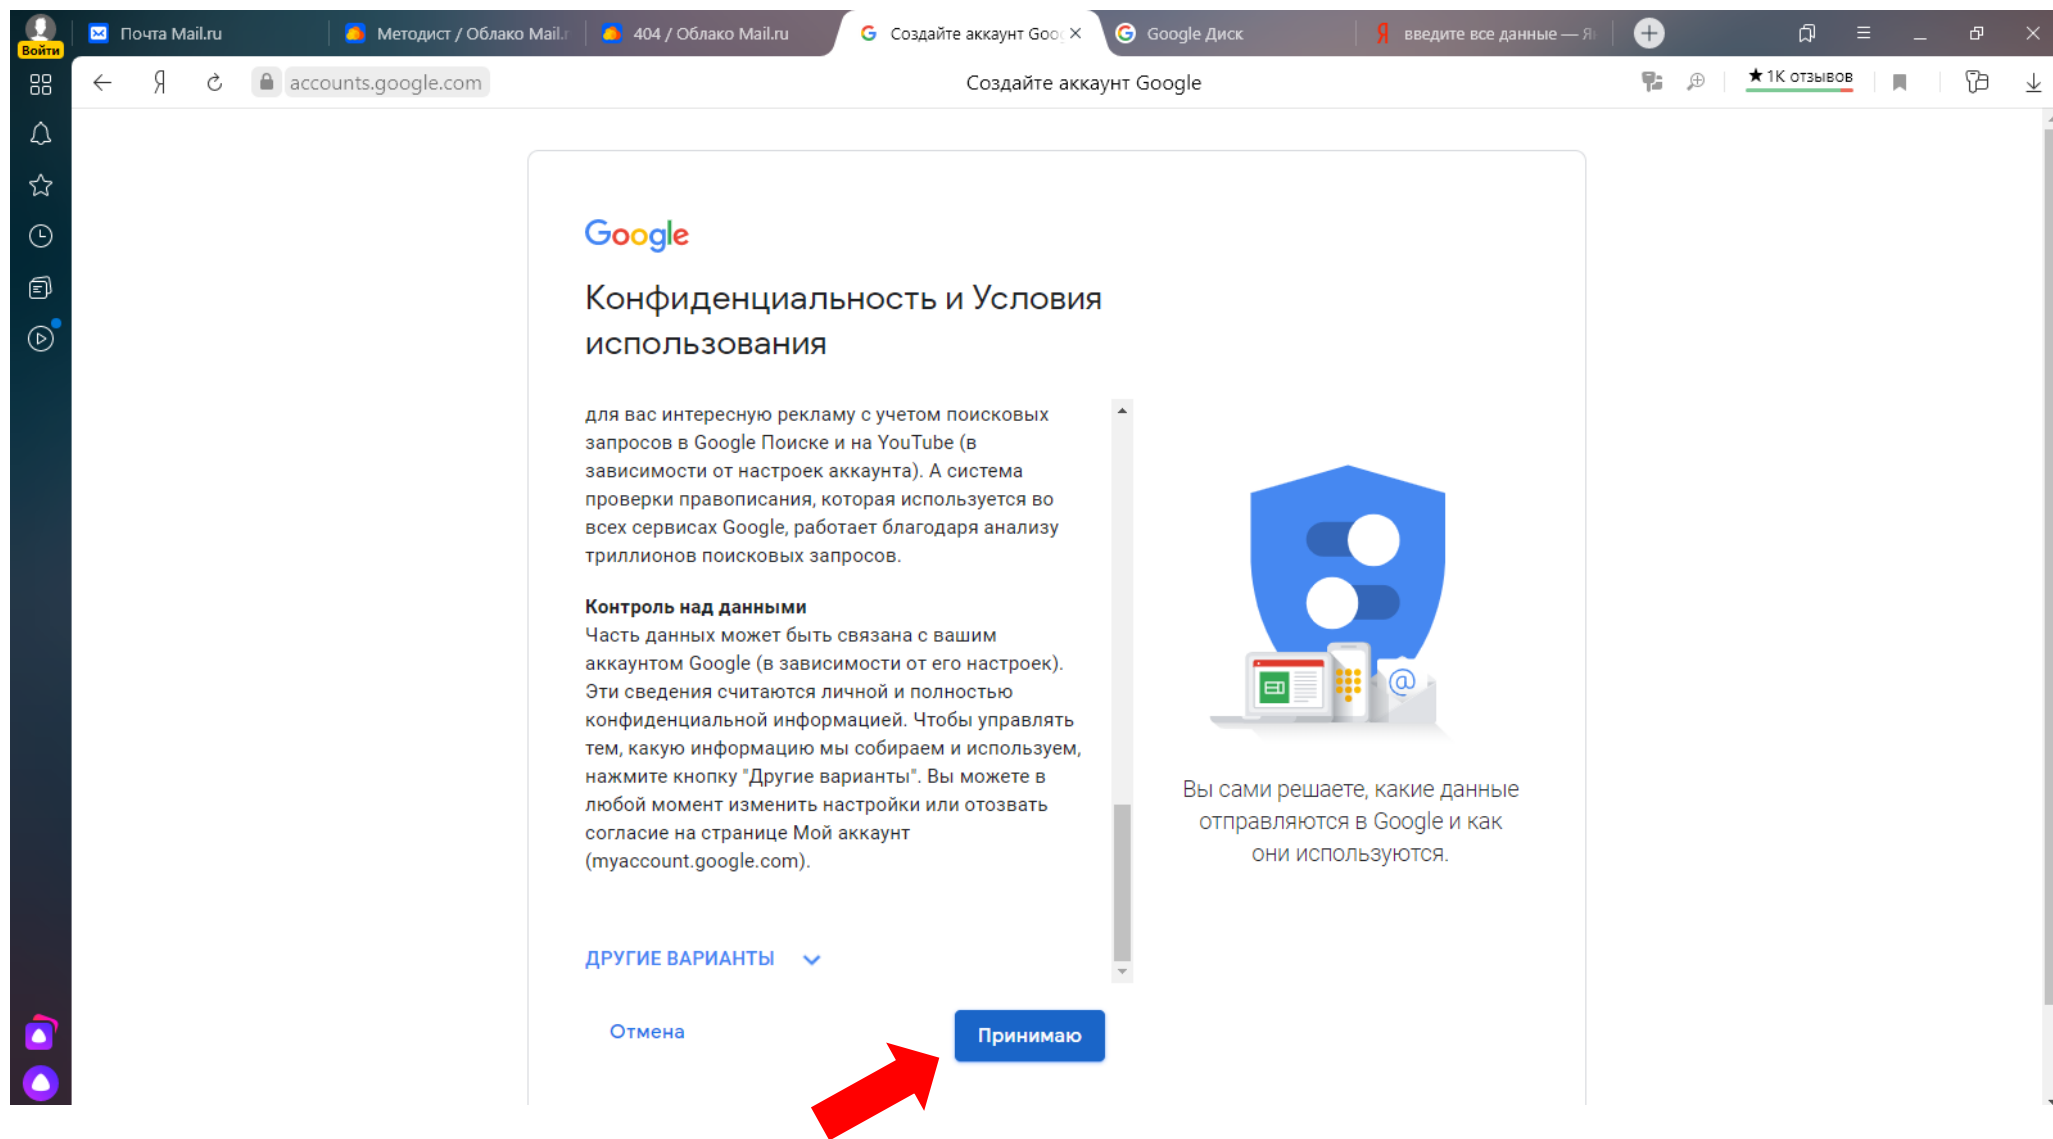 Почта Mail.ru
Методист / Облако Mail.r
404 / Облако Mail.ru
Создайте аккаунт Goo
Google Диск
введите все данные — Я
Войти
accounts.google.com
Создайте аккаунт Google
1K отзывов
Google
Конфиденциальность и Условия
использования
для вас интересную рекламу с учетом поисковых
запросов в Google Поиске и на YouTube (в
зависимости от настроек аккаунта). А система
проверки правописания, которая используется во
всех сервисах Google, работает благодаря анализу
триллионов поисковых запросов.
Контроль над данными
Часть данных может быть связана с вашим
аккаунтом Google (в зависимости от его настроек).
Эти сведения считаются личной и полностью
конфиденциальной информацией. Чтобы управлять
тем, какую информацию мы собираем и используем,
нажмите кнопку "Другие варианты". Вы можете в
любой момент изменить настройки или отозвать
согласие на странице Мой аккаунт
(myaccount.google.com).
Вы сами решаете, какие данные
отправляются в Google и как
они используются.
ДРУГИЕ ВАРИАНТЫ
Отмена
Принимаю